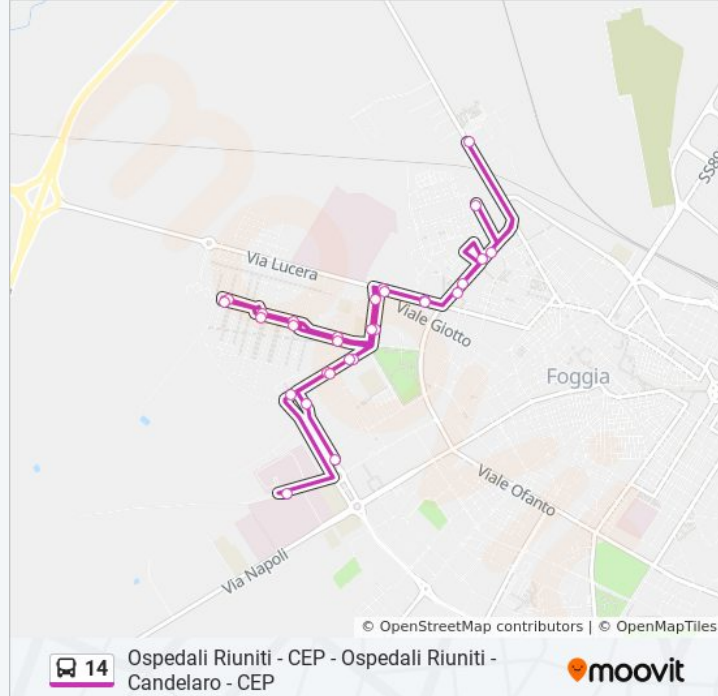 SS89
Via Lucera
Viale Giotto
Foggia
Viale Ofanto
Via Napoli
© OpenStreetMap contributors | © OpenMapTiles
14
Ospedali Riuniti - CEP - Ospedali Riuniti -
Candelaro - CEP
moovit